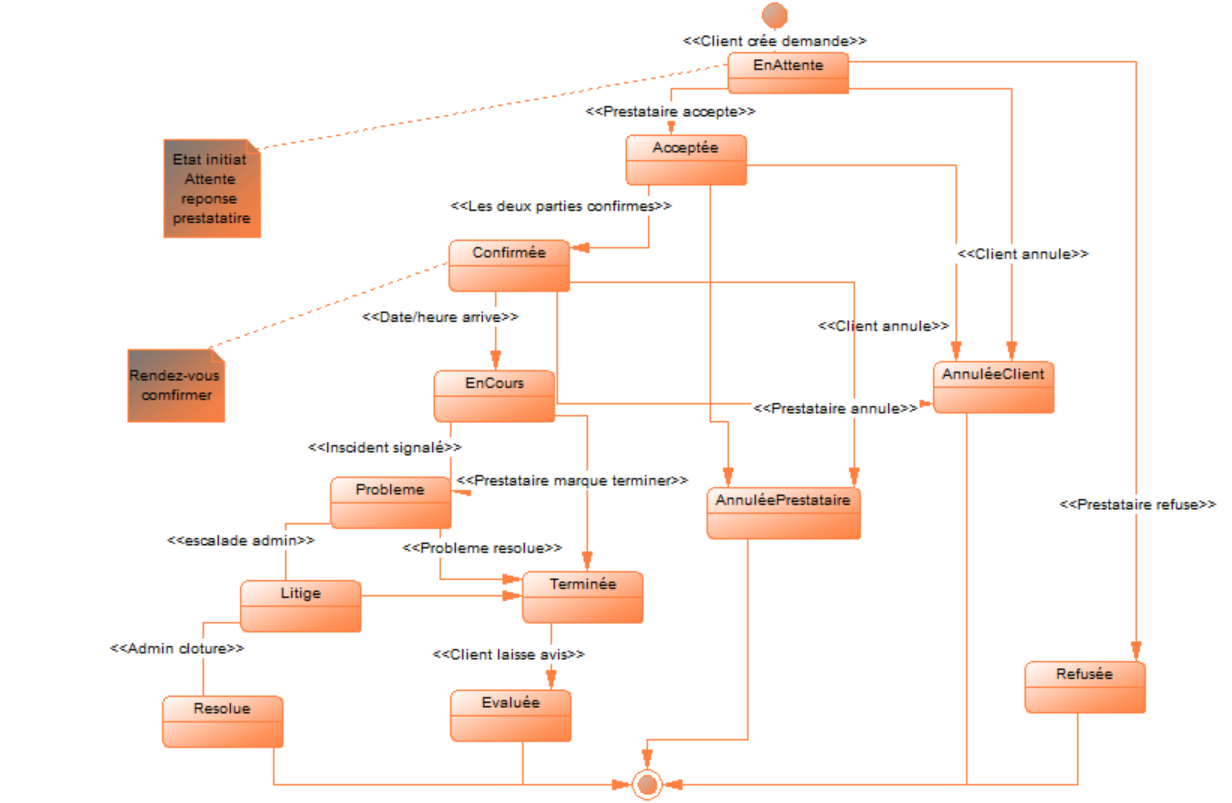 <<Client crée demande>>
EnAttente
<<Prestataire accepte>>
Etat initiat
Attente
reponse
prestatatire
Acceptée
<<Les deux parties confirmes>>
Confirmée
<<Client annule>>
<<Date/heure arrive>>
<<Client annule>>
Rendez-vous
comfirmer
EnCours
AnnuléeClient
<<Prestataire annule>>
<<Inscident signalé>>
<<Prestataire marque terminer>>
Probleme
AnnuléePrestataire
<<Prestataire refuse>>
<<escalade admin>>
<<Probleme resolue>>
Litige
Terminée
<<Admin cloture>>
<<Client laisse avis>>
Refusée
Resolue
Evaluée